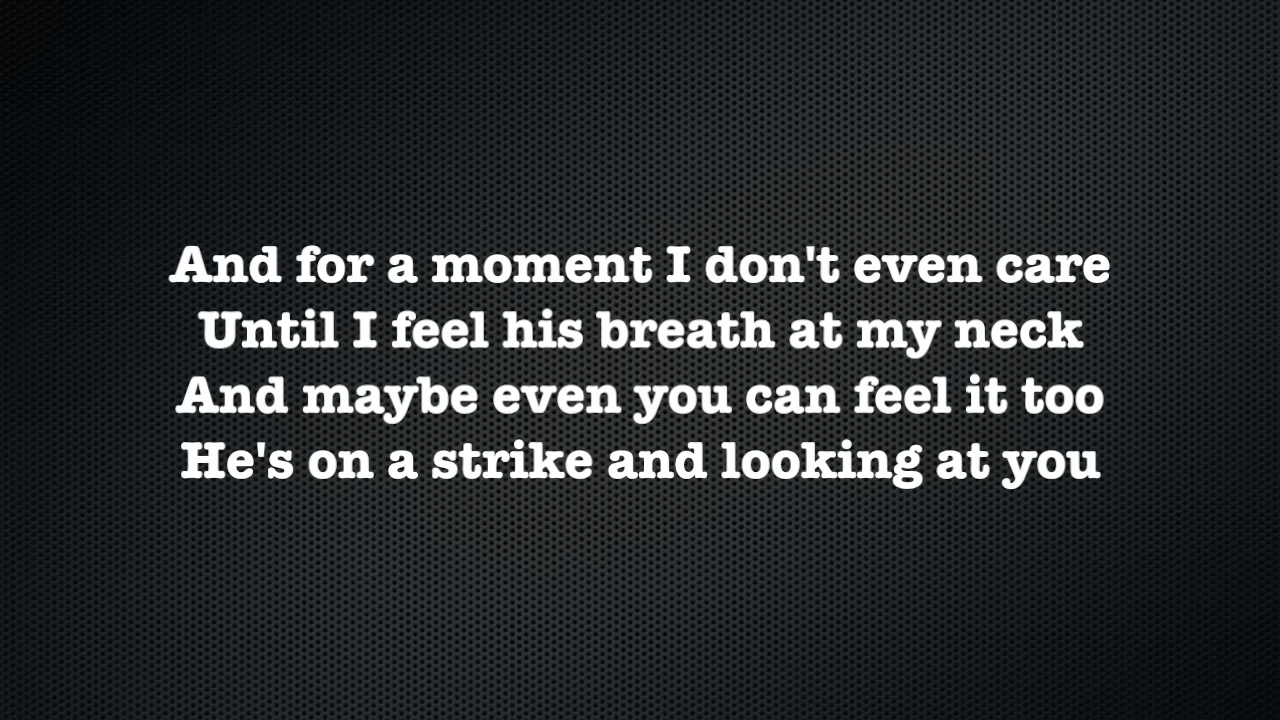 And for a moment I don't even care
Until I feel his breath at my neck
And maybe even you can feel it too
He's on a strike and looking at you